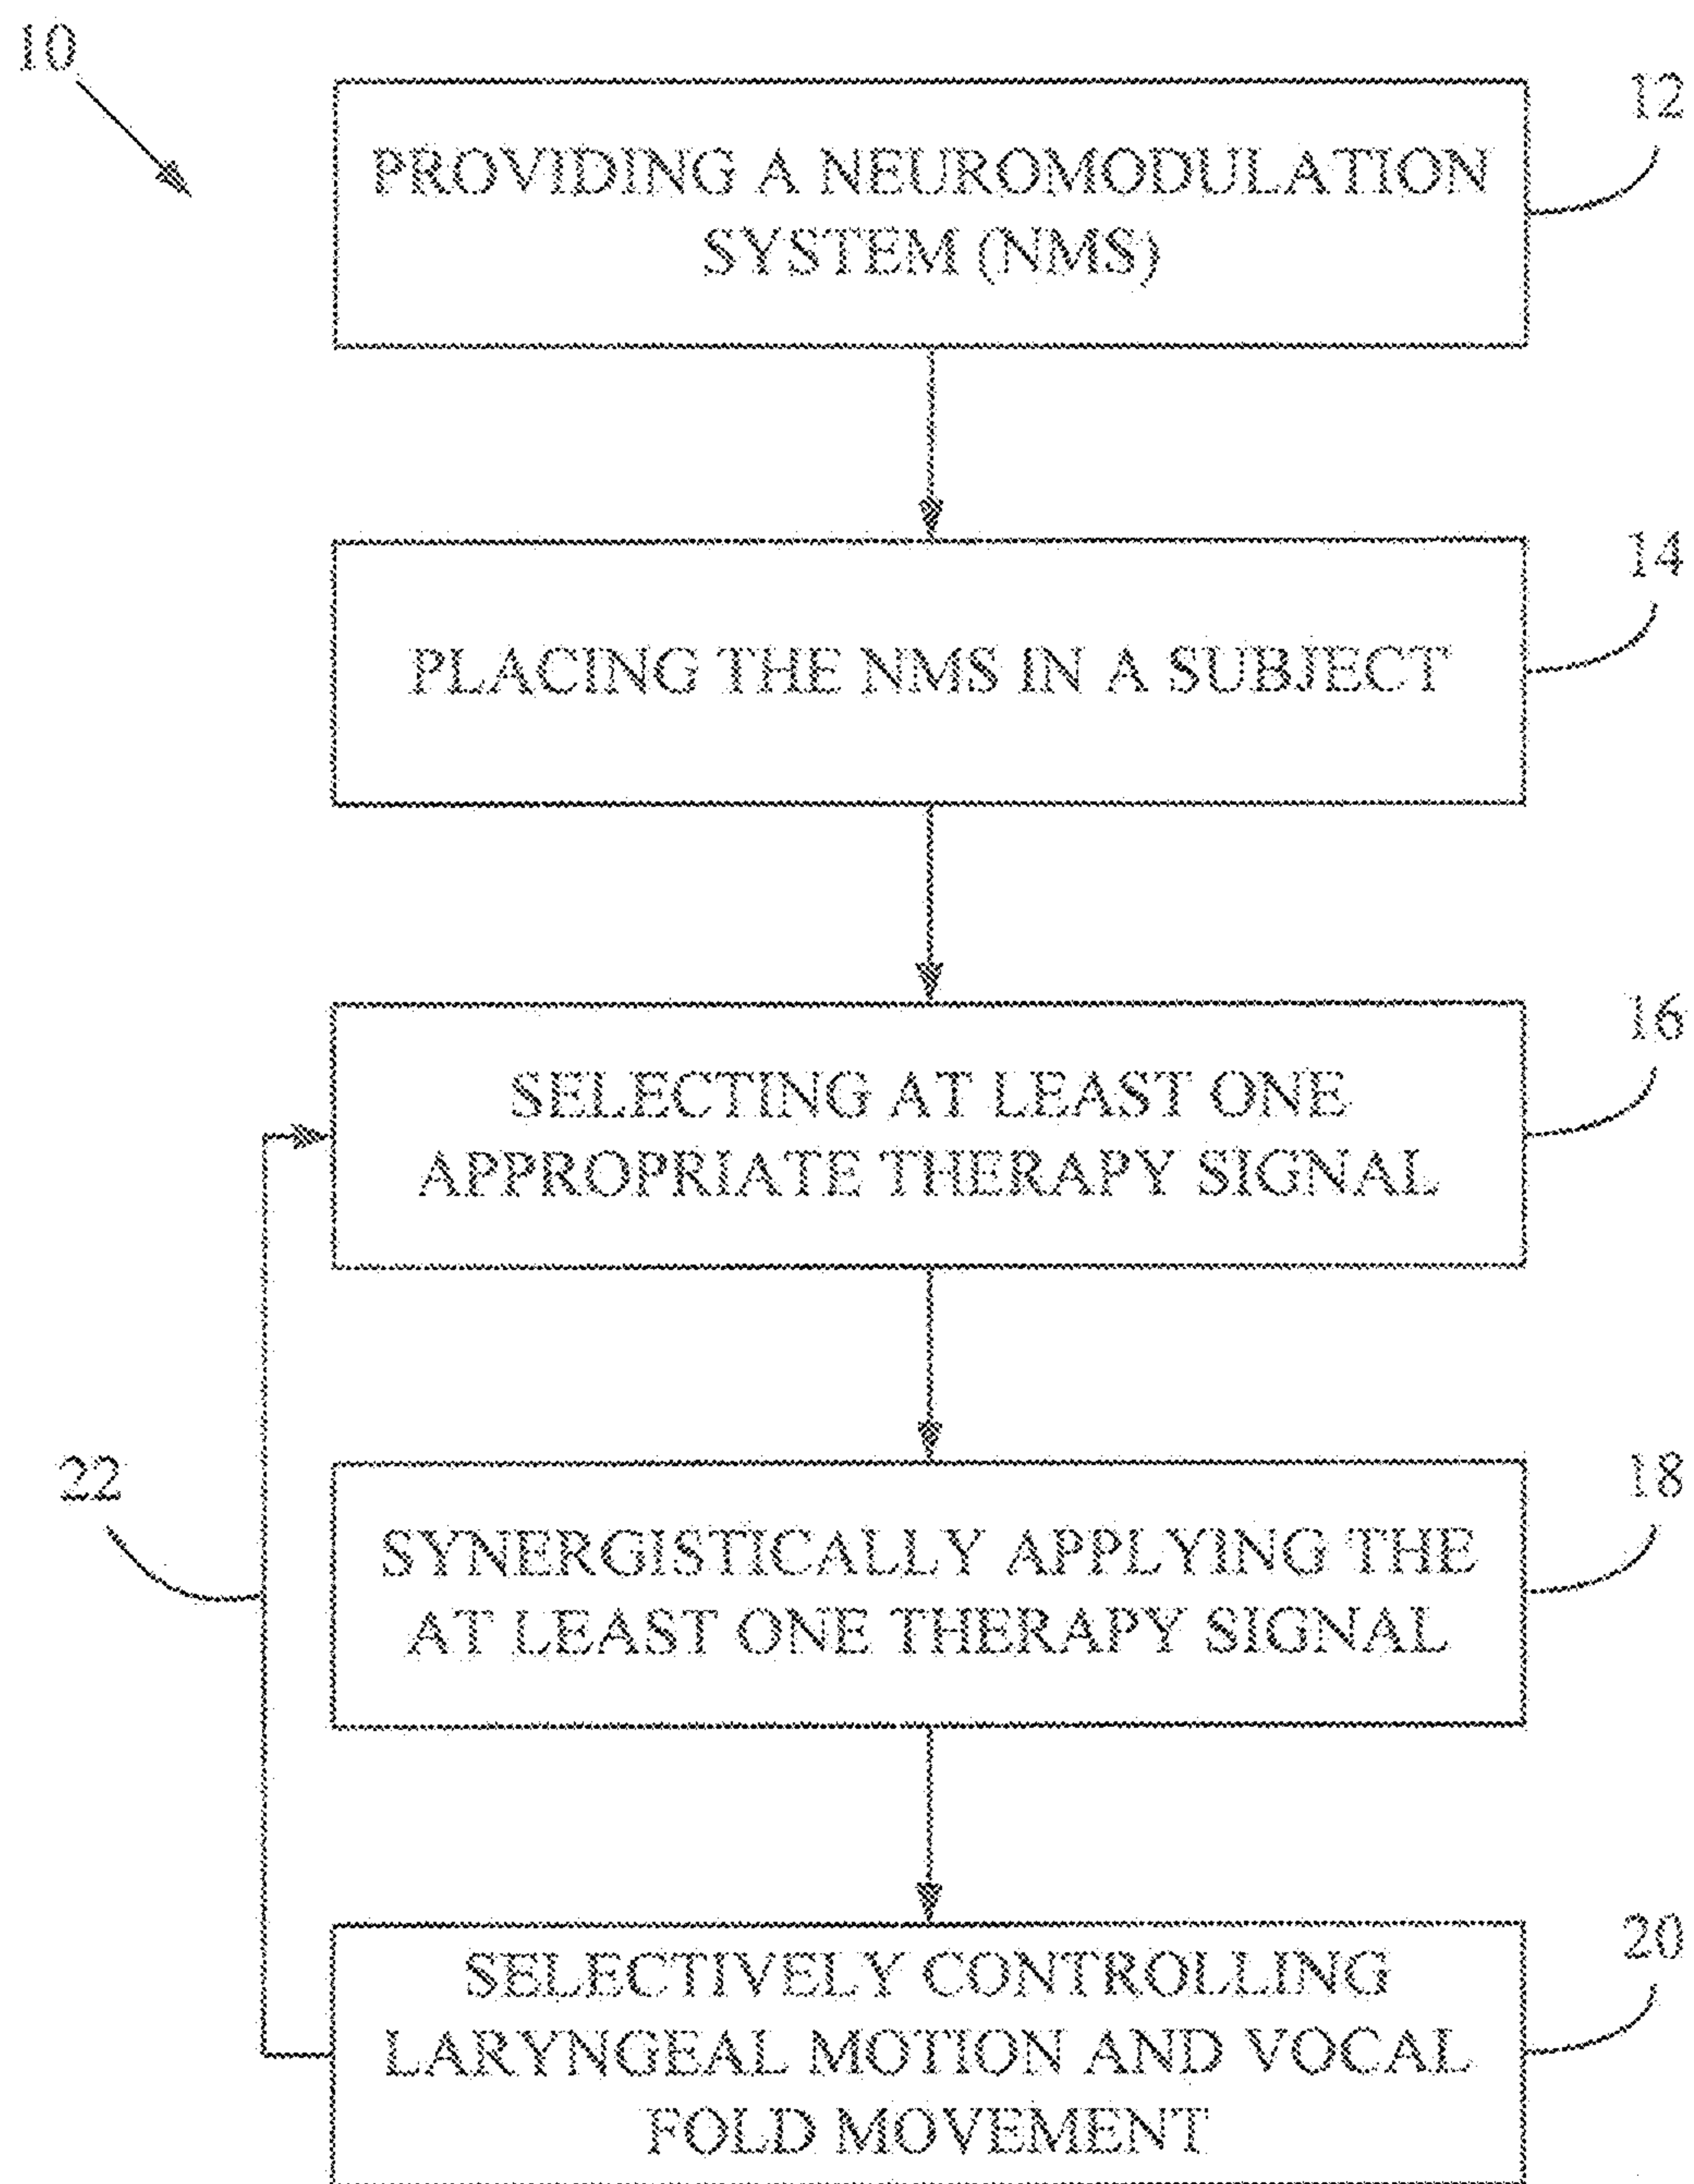 10
12
PROVIDING A NEUROMODULATION
SYSTEM (NMS)
14
PLACING THE NMS IN A SUBJECT
16
SELECTING AT LEAST ONE
APPROPRIATE THERAPY SIGNAL
22
18
SYNERGISTICALLY APPLYING THE
AT LEAST ONE THERAPY SIGNAL
20
SELECTIVELY CONTROLLING
LARYNGEAL MOTION AND VOCAL
FOLD MOVEMENT